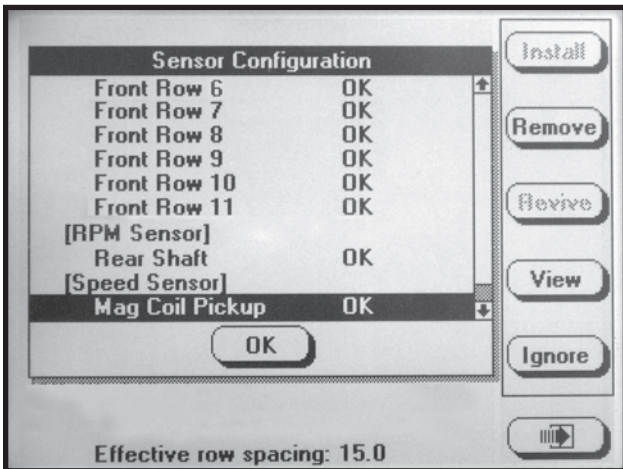 Sensor Configuration
Front Row 6 OK
Front Row 7 OK
Front Row 8 OK
Front Row 9 OK
Front Row 10 OK
Front Row 11 OK
[RPM Sensor]
Rear Shaft OK
[Speed Sensor]
Mag Coil Pickup OK
OK
Effective row spacing: 15.0
Install
Remove
Revive
View
Ignore